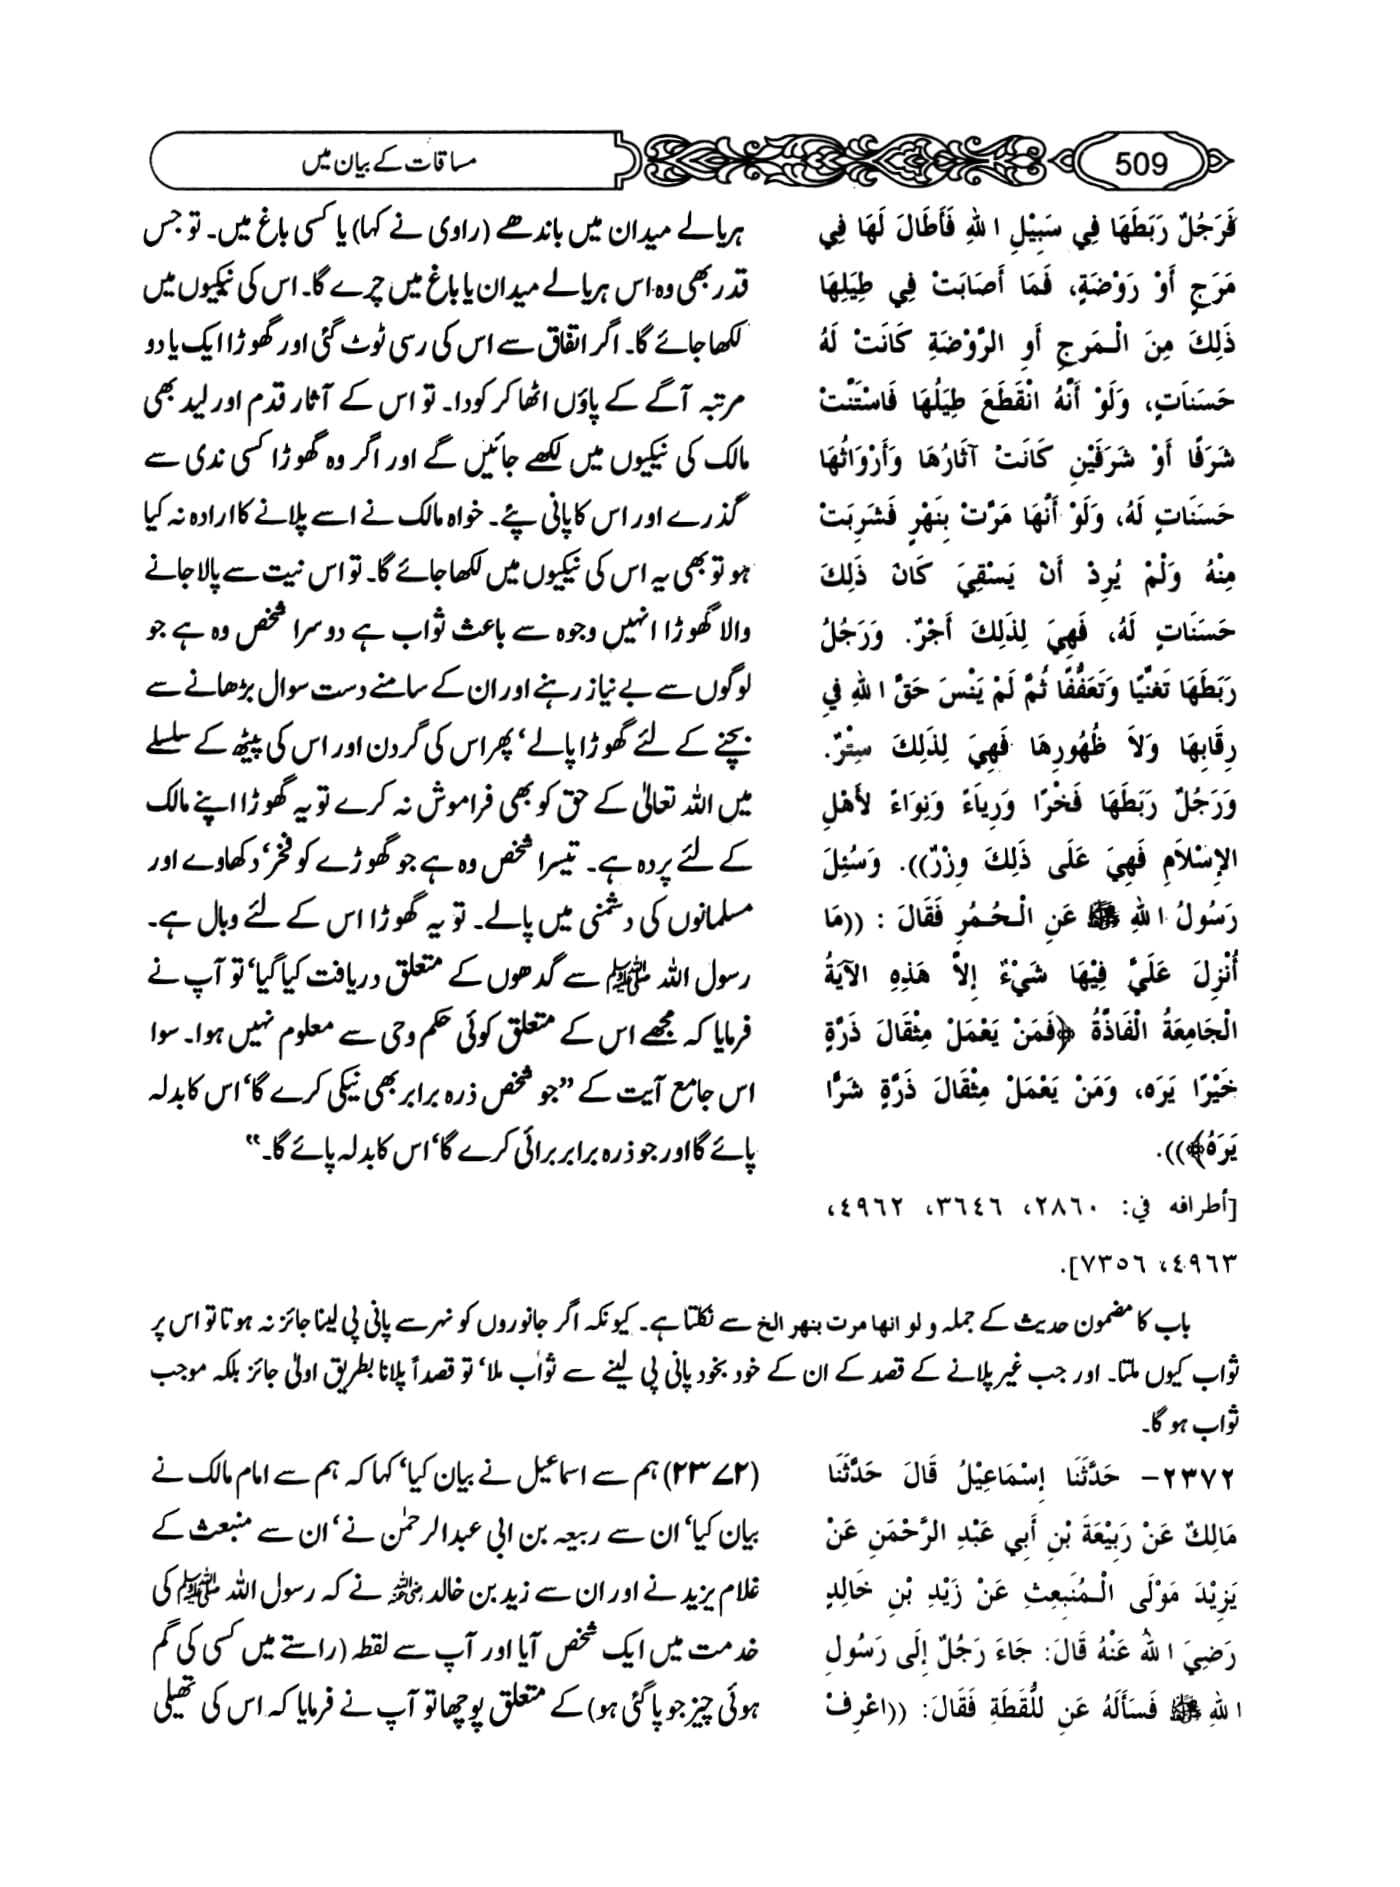 509
مساقات کے بیان میں
فَرَجُلٌ رَبَطَهَا فِي سَبِيْلِ اللهِ فَأَطَالَ لَهَا فِي
مَرَجٍ أَوْ رَوْضَةٍ، فَمَا أَصَابَتْ فِي طِيَلِهَا
ذَلِكَ مِنَ الْـمَرجِ أَوِ الرَّوْضَةِ كَانَتْ لَهُ
حَسَنَاتٍ، وَلَوْ أَنَّهُ انْقَطَعَ طِيَلُهَا فَاسْتَنَّتْ
شَرَفًا أَوْ شَرَفَيْنِ كَانَتْ آثَارُهَا وَأَرْوَاثُهَا
حَسَنَاتٍ لَهُ، وَلَوْ أَنَّهَا مَرَّتْ بِنَهْرٍ فَشَرِبَتْ
مِنْهُ وَلَمْ يُرِدْ أَنْ يَسْقِيَ كَانَ ذَلِكَ
حَسَنَاتٍ لَهُ، فَهِيَ لِذَلِكَ أَجْرٌ. وَرَجُلُ
رَبَطَهَا تَغنِّيًا وَتَعَفُّفًا ثُمَّ لَمْ يَنْسَ حَقَّ اللهِ فِي
رِقَابِهَا وَلاَ ظُهُورِهَا فَهِيَ لِذَلِكَ سِتْرٌ.
وَرَجُلٌ رَبَطَهَا فَخْرًا وَرِيَاءً وَنِوَاءً لأَهْلِ
الإِسْلاَمِ فَهِيَ عَلَى ذَلِكَ وِزْرٌ)). وَسُئِلَ
رَسُولُ اللهِ ﷺ عَنِ الْـحُمُرِ فَقَالَ : ((مَا
أُنْزِلَ عَلَيَّ فِيْهَا شَيْءٌ إِلاَّ هَذِهِ الآيَةُ
الْجَامِعَةُ الْفَاذَّةُ ﴿فَمَنْ يَعْمَلْ مِثْقَالَ ذَرَّةٍ
خَيْرًا يَرَه، وَمَنْ يَعْمَلْ مِثْقَالَ ذَرَّةٍ شَرًّا
يَرَهُ﴾)).
[أطرافه في: ٢٨٦٠، ٣٦٤٦، ٤٩٦٢،
٤٩٦٣، ٧٣٥٦].
ہریالے میدان میں باندھے (راوی نے کہا) یا کسی باغ میں۔ تو جس
قدر بھی وہ اس ہریالے میدان یا باغ میں چرے گا۔ اس کی نیکیوں میں
لکھا جائے گا۔ اگر اتفاق سے اس کی رسی ٹوٹ گئی اور گھوڑا ایک یا دو
مرتبہ آگے کے پاؤں اٹھا کر کودا۔ تو اس کے آثار قدم اور لید بھی
مالک کی نیکیوں میں لکھے جائیں گے اور اگر وہ گھوڑا کسی ندی سے
گذرے اور اس کا پانی پئے۔ خواہ مالک نے اسے پلانے کا ارادہ نہ کیا
ہو تو بھی یہ اس کی نیکیوں میں لکھا جائے گا۔ تو اس نیت سے پالا جانے
والا گھوڑا انہیں وجوہ سے باعث ثواب ہے دوسرا شخص وہ ہے جو
لوگوں سے بے نیاز رہنے اور ان کے سامنے دست سوال بڑھانے سے
بچنے کے لئے گھوڑا پالے‘ پھر اس کی گردن اور اس کی پیٹھ کے سلسلے
میں اللہ تعالیٰ کے حق کو بھی فراموش نہ کرے تو یہ گھوڑا اپنے مالک
کے لئے پردہ ہے۔ تیسرا شخص وہ ہے جو گھوڑے کو فخر‘ دکھاوے اور
مسلمانوں کی دشمنی میں پالے۔ تو یہ گھوڑا اس کے لئے وبال ہے۔
رسول اللہ ﷺ سے گدھوں کے متعلق دریافت کیا گیا‘ تو آپ نے
فرمایا کہ مجھے اس کے متعلق کوئی حکم وحی سے معلوم نہیں ہوا۔ سوا
اس جامع آیت کے ”جو شخص ذرہ برابر بھی نیکی کرے گا‘ اس کا بدلہ
پائے گا اور جو ذرہ برابر برائی کرے گا‘ اس کا بدلہ پائے گا۔“
باب کا مضمون حدیث کے جملہ و لو انھا مرت بنھر الخ سے نکلتا ہے۔ کیونکہ اگر جانوروں کو نہر سے پانی پی لینا جائز نہ ہوتا تو اس پر
ثواب کیوں ملتا۔ اور جب غیر پلانے کے قصد کے ان کے خود بخود پانی پی لینے سے ثواب ملا‘ تو قصداً پلانا بطریق اولیٰ جائز بلکہ موجب
ثواب ہو گا۔
٢٣٧٢- حَدَّثَنَا إِسْمَاعِيْلُ قَالَ حَدَّثَنَا
مَالِكٌ عَنْ رَبِيْعَةَ بْنِ أَبِي عَبْدِ الرَّحْمَنِ عَنْ
يَزِيْدَ مَوْلَى الْـمُنبَعِثِ عَنْ زَيْدِ بْنِ خَالِدٍ
رَضِيَ اللهُ عَنْهُ قَالَ: جَاءَ رَجُلٌ إِلَى رَسُولِ
اللهِ ﷺ فَسَأَلَهُ عَنِ للُّقَطَةِ فَقَالَ: ((اعْرِفْ
(۲۳۷۲) ہم سے اسماعیل نے بیان کیا‘ کہا کہ ہم سے امام مالک نے
بیان کیا‘ ان سے ربیعہ بن ابی عبدالرحمٰن نے‘ ان سے منبعث کے
غلام یزید نے اور ان سے زید بن خالد رضی اللہ عنہ نے کہ رسول اللہ ﷺ کی
خدمت میں ایک شخص آیا اور آپ سے لقطہ (راستے میں کسی کی گم
ہوئی چیز جو پا گئی ہو) کے متعلق پوچھا تو آپ نے فرمایا کہ اس کی تھیلی